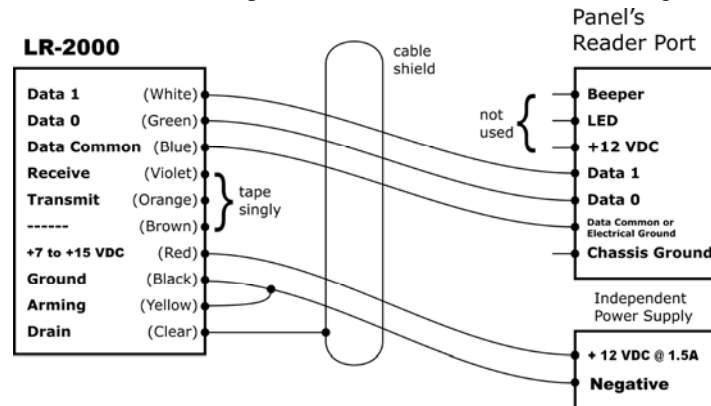 LR-2000
Data 1 (White)
Data 0 (Green)
Data Common (Blue)
Receive (Violet)
Transmit (Orange)
------ (Brown)
+7 to +15 VDC (Red)
Ground (Black)
Arming (Yellow)
Drain (Clear)
tape
singly
cable
shield
Panel's
Reader Port
not
used
Beeper
LED
+12 VDC
Data 1
Data 0
Data Common or
Electrical Ground
Chassis Ground
Independent
Power Supply
+ 12 VDC @ 1.5A
Negative